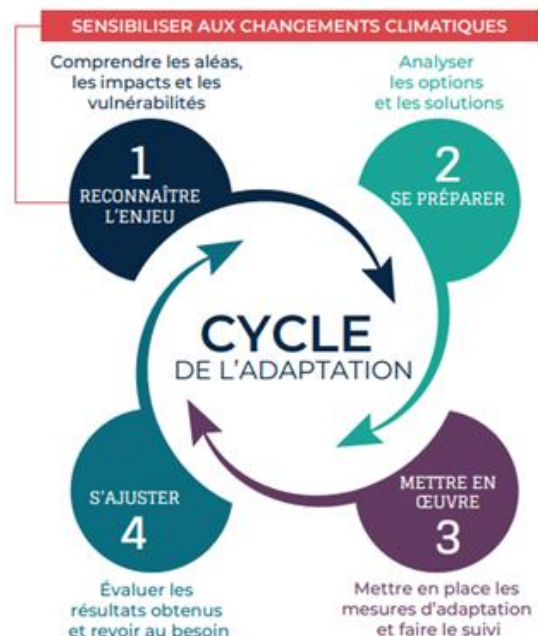 SENSIBILISER AUX CHANGEMENTS CLIMATIQUES
Comprendre les aléas,
les impacts et les
vulnérabilités
1
RECONNAÎTRE
L'ENJEU
Analyser
les options
et les solutions
2
SE PRÉPARER
CYCLE
DE L'ADAPTATION
METTRE EN
ŒUVRE
3
Mettre en place les
mesures d'adaptation
et faire le suivi
S'AJUSTER
4
Évaluer les
résultats obtenus
et revoir au besoin